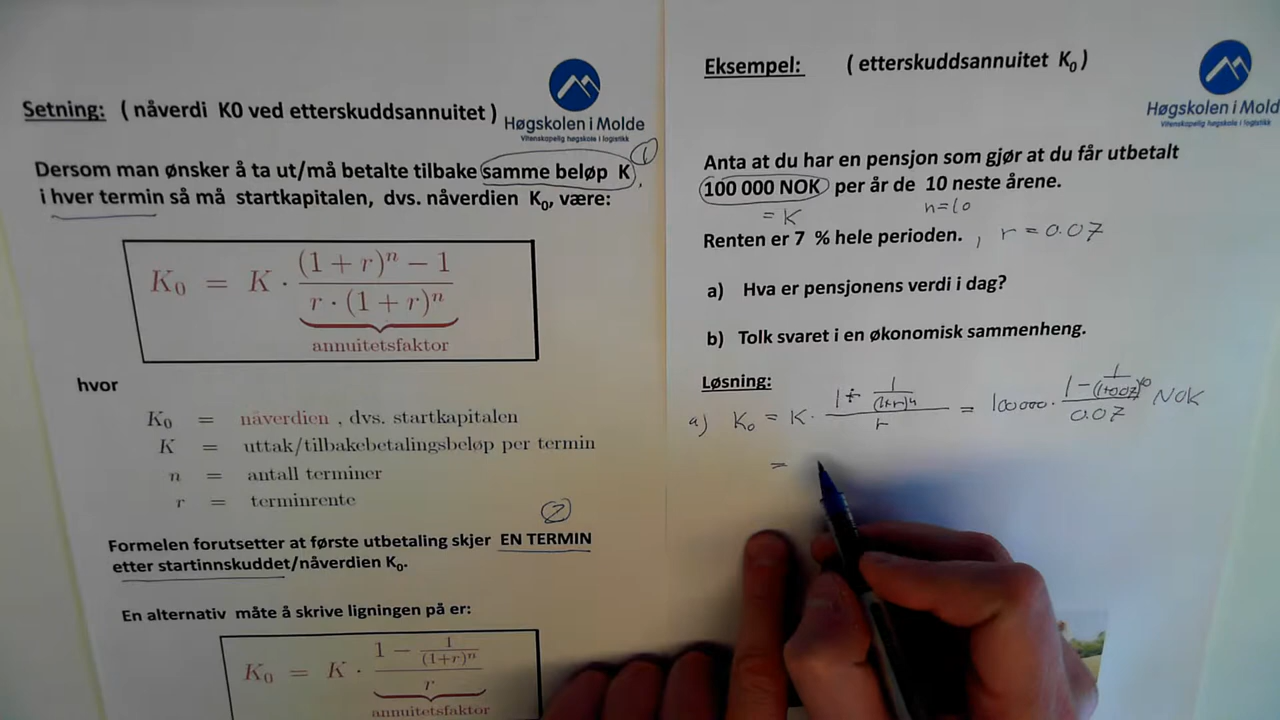 Setning: ( nåverdi K0 ved etterskuddsannuitet )
Høgskolen i Molde
Vitenskapelig høgskole i logistikk
①
Dersom man ønsker å ta ut/må betalte tilbake samme beløp K,
i hver termin så må startkapitalen, dvs. nåverdien K₀, være:
K₀ = K · ((1 + r)ⁿ − 1) / (r · (1 + r)ⁿ)
annuitetsfaktor
hvor
K₀ = nåverdien , dvs. startkapitalen
K = uttak/tilbakebetalingsbeløp per termin
n = antall terminer
r = terminrente
②
Formelen forutsetter at første utbetaling skjer EN TERMIN
etter startinnskuddet/nåverdien K₀.
En alternativ måte å skrive ligningen på er:
K₀ = K · (1 − 1/(1+r)ⁿ) / r
annuitetsfaktor
Eksempel: ( etterskuddsannuitet K₀ )
Høgskolen i Mold
Vitenskapelig høgskole i logistikk
Anta at du har en pensjon som gjør at du får utbetalt
100 000 NOK per år de 10 neste årene.
= K n=10
Renten er 7 % hele perioden. , r = 0.07
a) Hva er pensjonens verdi i dag?
b) Tolk svaret i en økonomisk sammenheng.
Løsning:
a) K₀ = K · (1 ÷ 1/(1+r)ⁿ) / r = 100000 · (1 − 1/(1+0.07)¹⁰) / 0.07 NOK
=